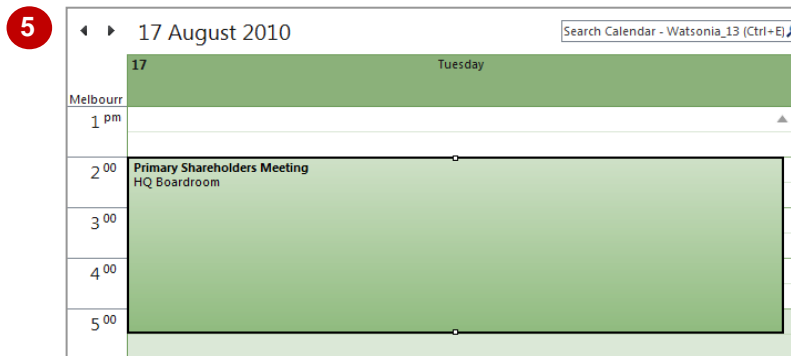 5
17 August 2010
Search Calendar - Watsonia_13 (Ctrl+E)
17 Tuesday
Melbourr
1 pm
2 00 Primary Shareholders Meeting
HQ Boardroom
3 00
4 00
5 00